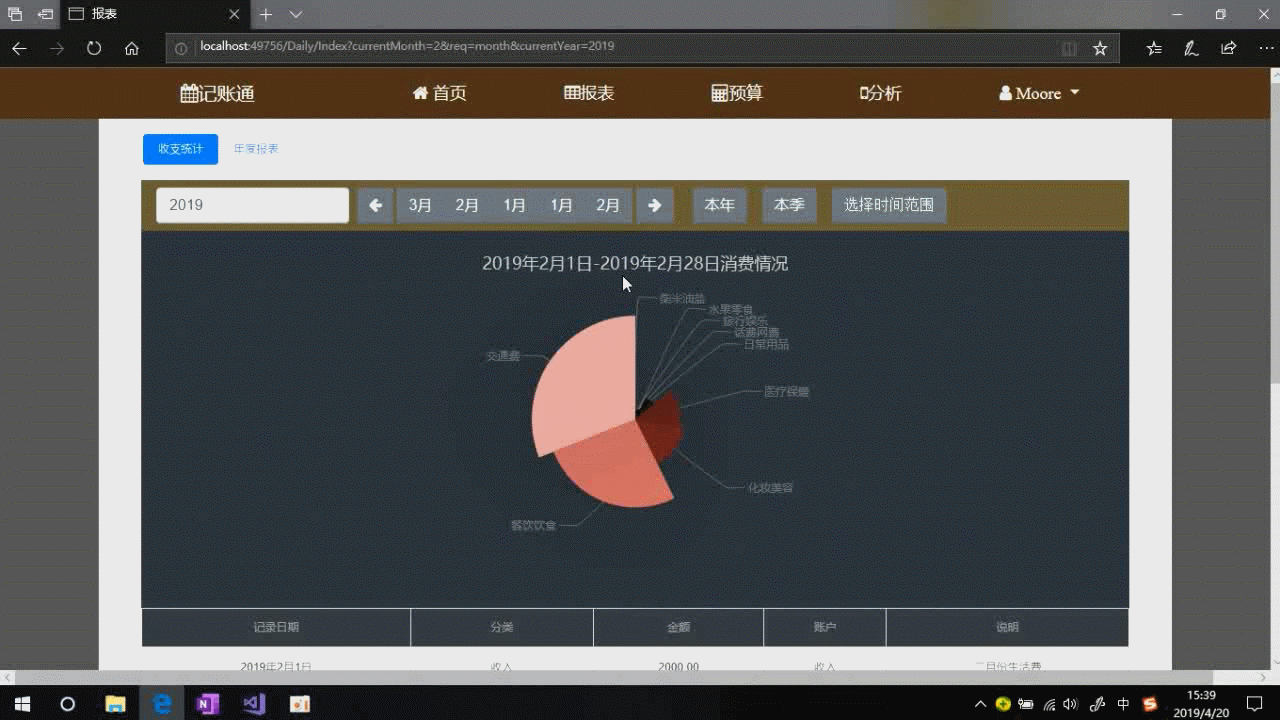 报表
localhost:49756/Daily/Index?currentMonth=2&treq=month&currentYear=2019
记账通 首页 报表 预算 分析 Moore
收支统计 年度报表
2019 3月 2月 1月 1月 2月 本年 本季 选择时间范围
2019年2月1日-2019年2月28日消费情况
柴米油盐
水果零食
旅行娱乐
话费网费
日常用品
交通费
医疗保健
化妆美容
餐饮饮食
记录日期 分类 金额 账户 说明
2019年2月1日 收入 2000.00 收入 二月份生活费
中
15:39
2019/4/20